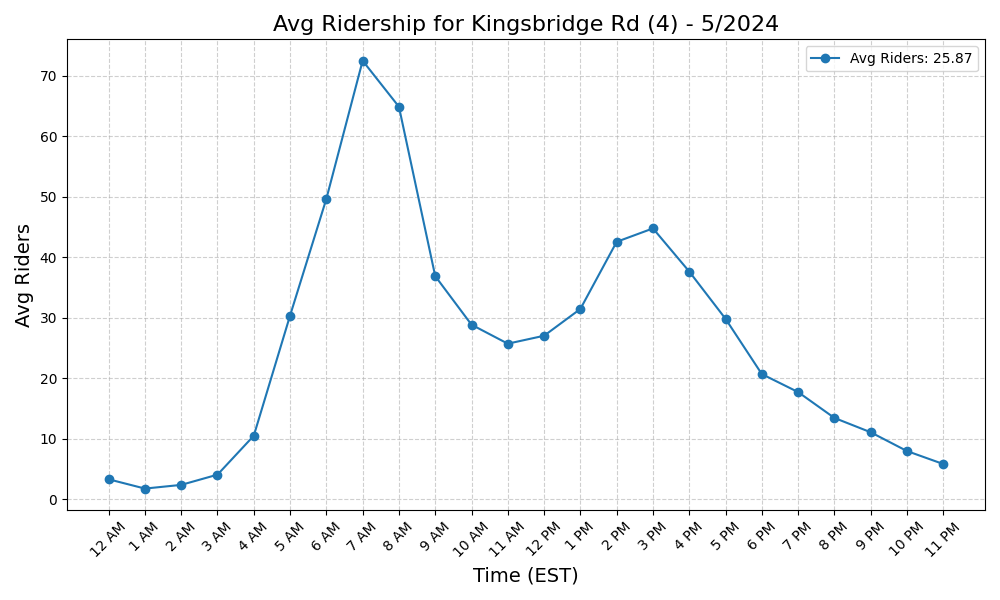 Avg Ridership for Kingsbridge Rd (4) - 5/2024
Avg Riders: 25.87
Avg Riders
70
60
50
40
30
20
10
0
12 AM
1 AM
2 AM
3 AM
4 AM
5 AM
6 AM
7 AM
8 AM
9 AM
10 AM
11 AM
12 PM
1 PM
2 PM
3 PM
4 PM
5 PM
6 PM
7 PM
8 PM
9 PM
10 PM
11 PM
Time (EST)